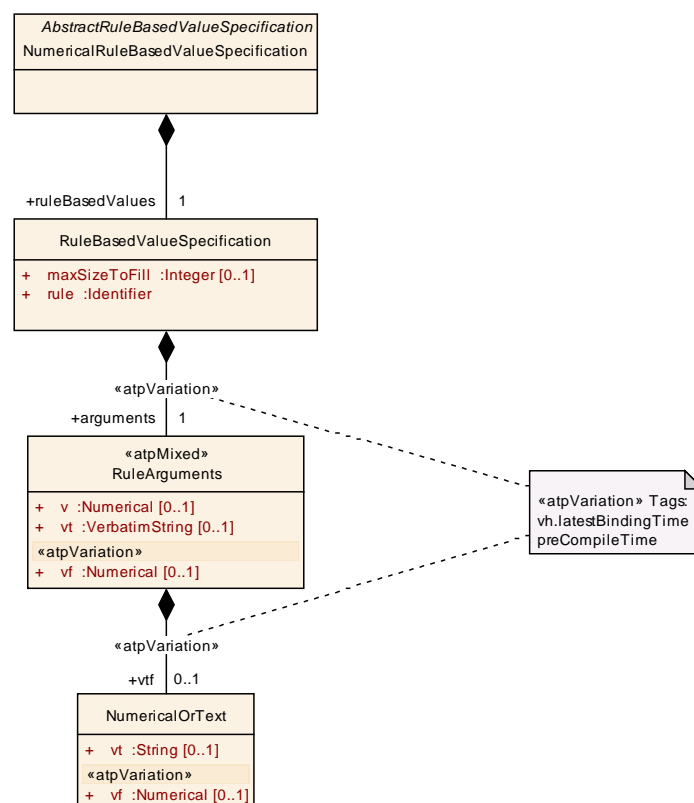 AbstractRuleBasedValueSpecification
NumericalRuleBasedValueSpecification
+ruleBasedValues 1
RuleBasedValueSpecification
+ maxSizeToFill :Integer [0..1]
+ rule :Identifier
«atpVariation»
+arguments 1
«atpMixed»
RuleArguments
+ v :Numerical [0..1]
+ vt :VerbatimString [0..1]
«atpVariation»
+ vf :Numerical [0..1]
«atpVariation» Tags:
vh.latestBindingTime
preCompileTime
«atpVariation»
+vtf 0..1
NumericalOrText
+ vt :String [0..1]
«atpVariation»
+ vf :Numerical [0..1]